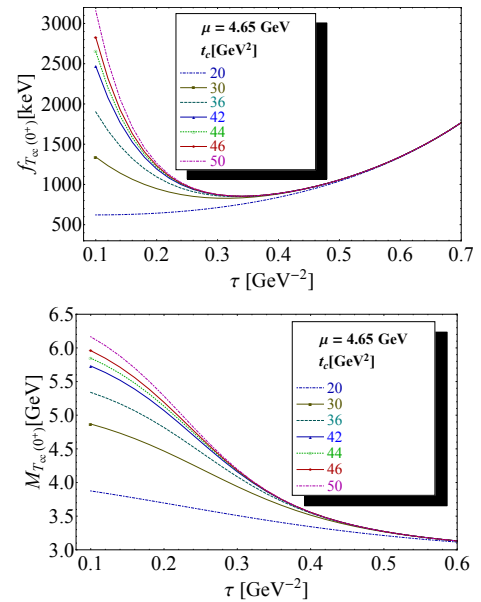 μ = 4.65 GeV
t_c[GeV²]
20
30
36
42
44
46
50
f_{T_cc(0⁺)}[keV]
3000
2500
2000
1500
1000
500
0.1 0.2 0.3 0.4 0.5 0.6 0.7
τ [GeV⁻²]
μ = 4.65 GeV
t_c[GeV²]
20
30
36
42
44
46
50
M_{T_cc(0⁺)}[GeV]
6.5
6.0
5.5
5.0
4.5
4.0
3.5
3.0
0.1 0.2 0.3 0.4 0.5 0.6
τ [GeV⁻²]